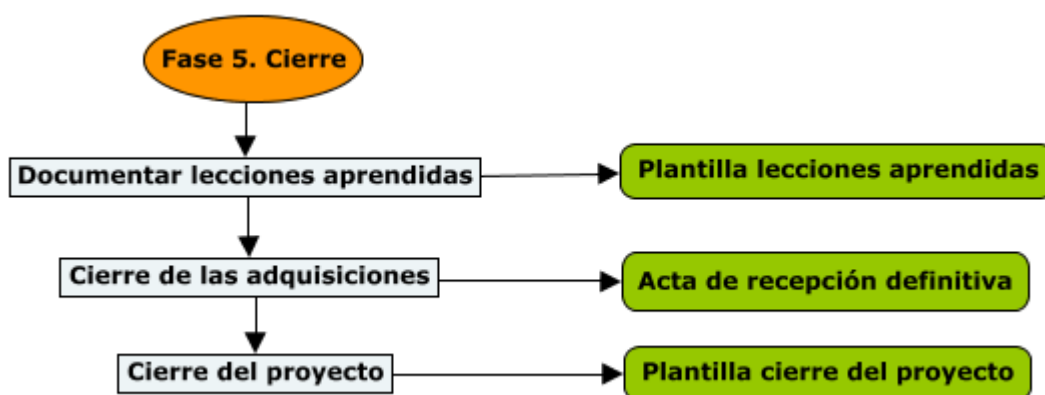 Fase 5. Cierre
Documentar lecciones aprendidas
Plantilla lecciones aprendidas
Cierre de las adquisiciones
Acta de recepción definitiva
Cierre del proyecto
Plantilla cierre del proyecto